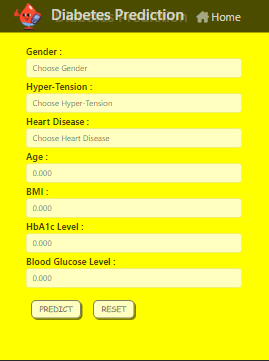 Diabetes Prediction
Home
Gender :
Choose Gender
Hyper-Tension :
Choose Hyper-Tension
Heart Disease :
Choose Heart Disease
Age :
0.000
BMI :
0.000
HbA1c Level :
0.000
Blood Glucose Level :
0.000
PREDICT RESET